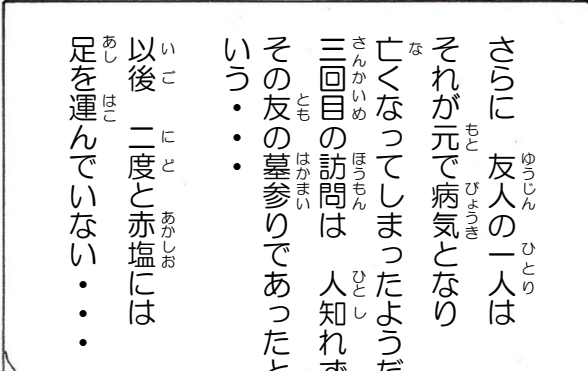 さらに 友人の一人は
それが元で病気となり
亡くなってしまったようだ
三回目の訪問は 人知れず
その友の墓参りであったと
いう・・・
以後 二度と赤塩には
足を運んでいない・・・